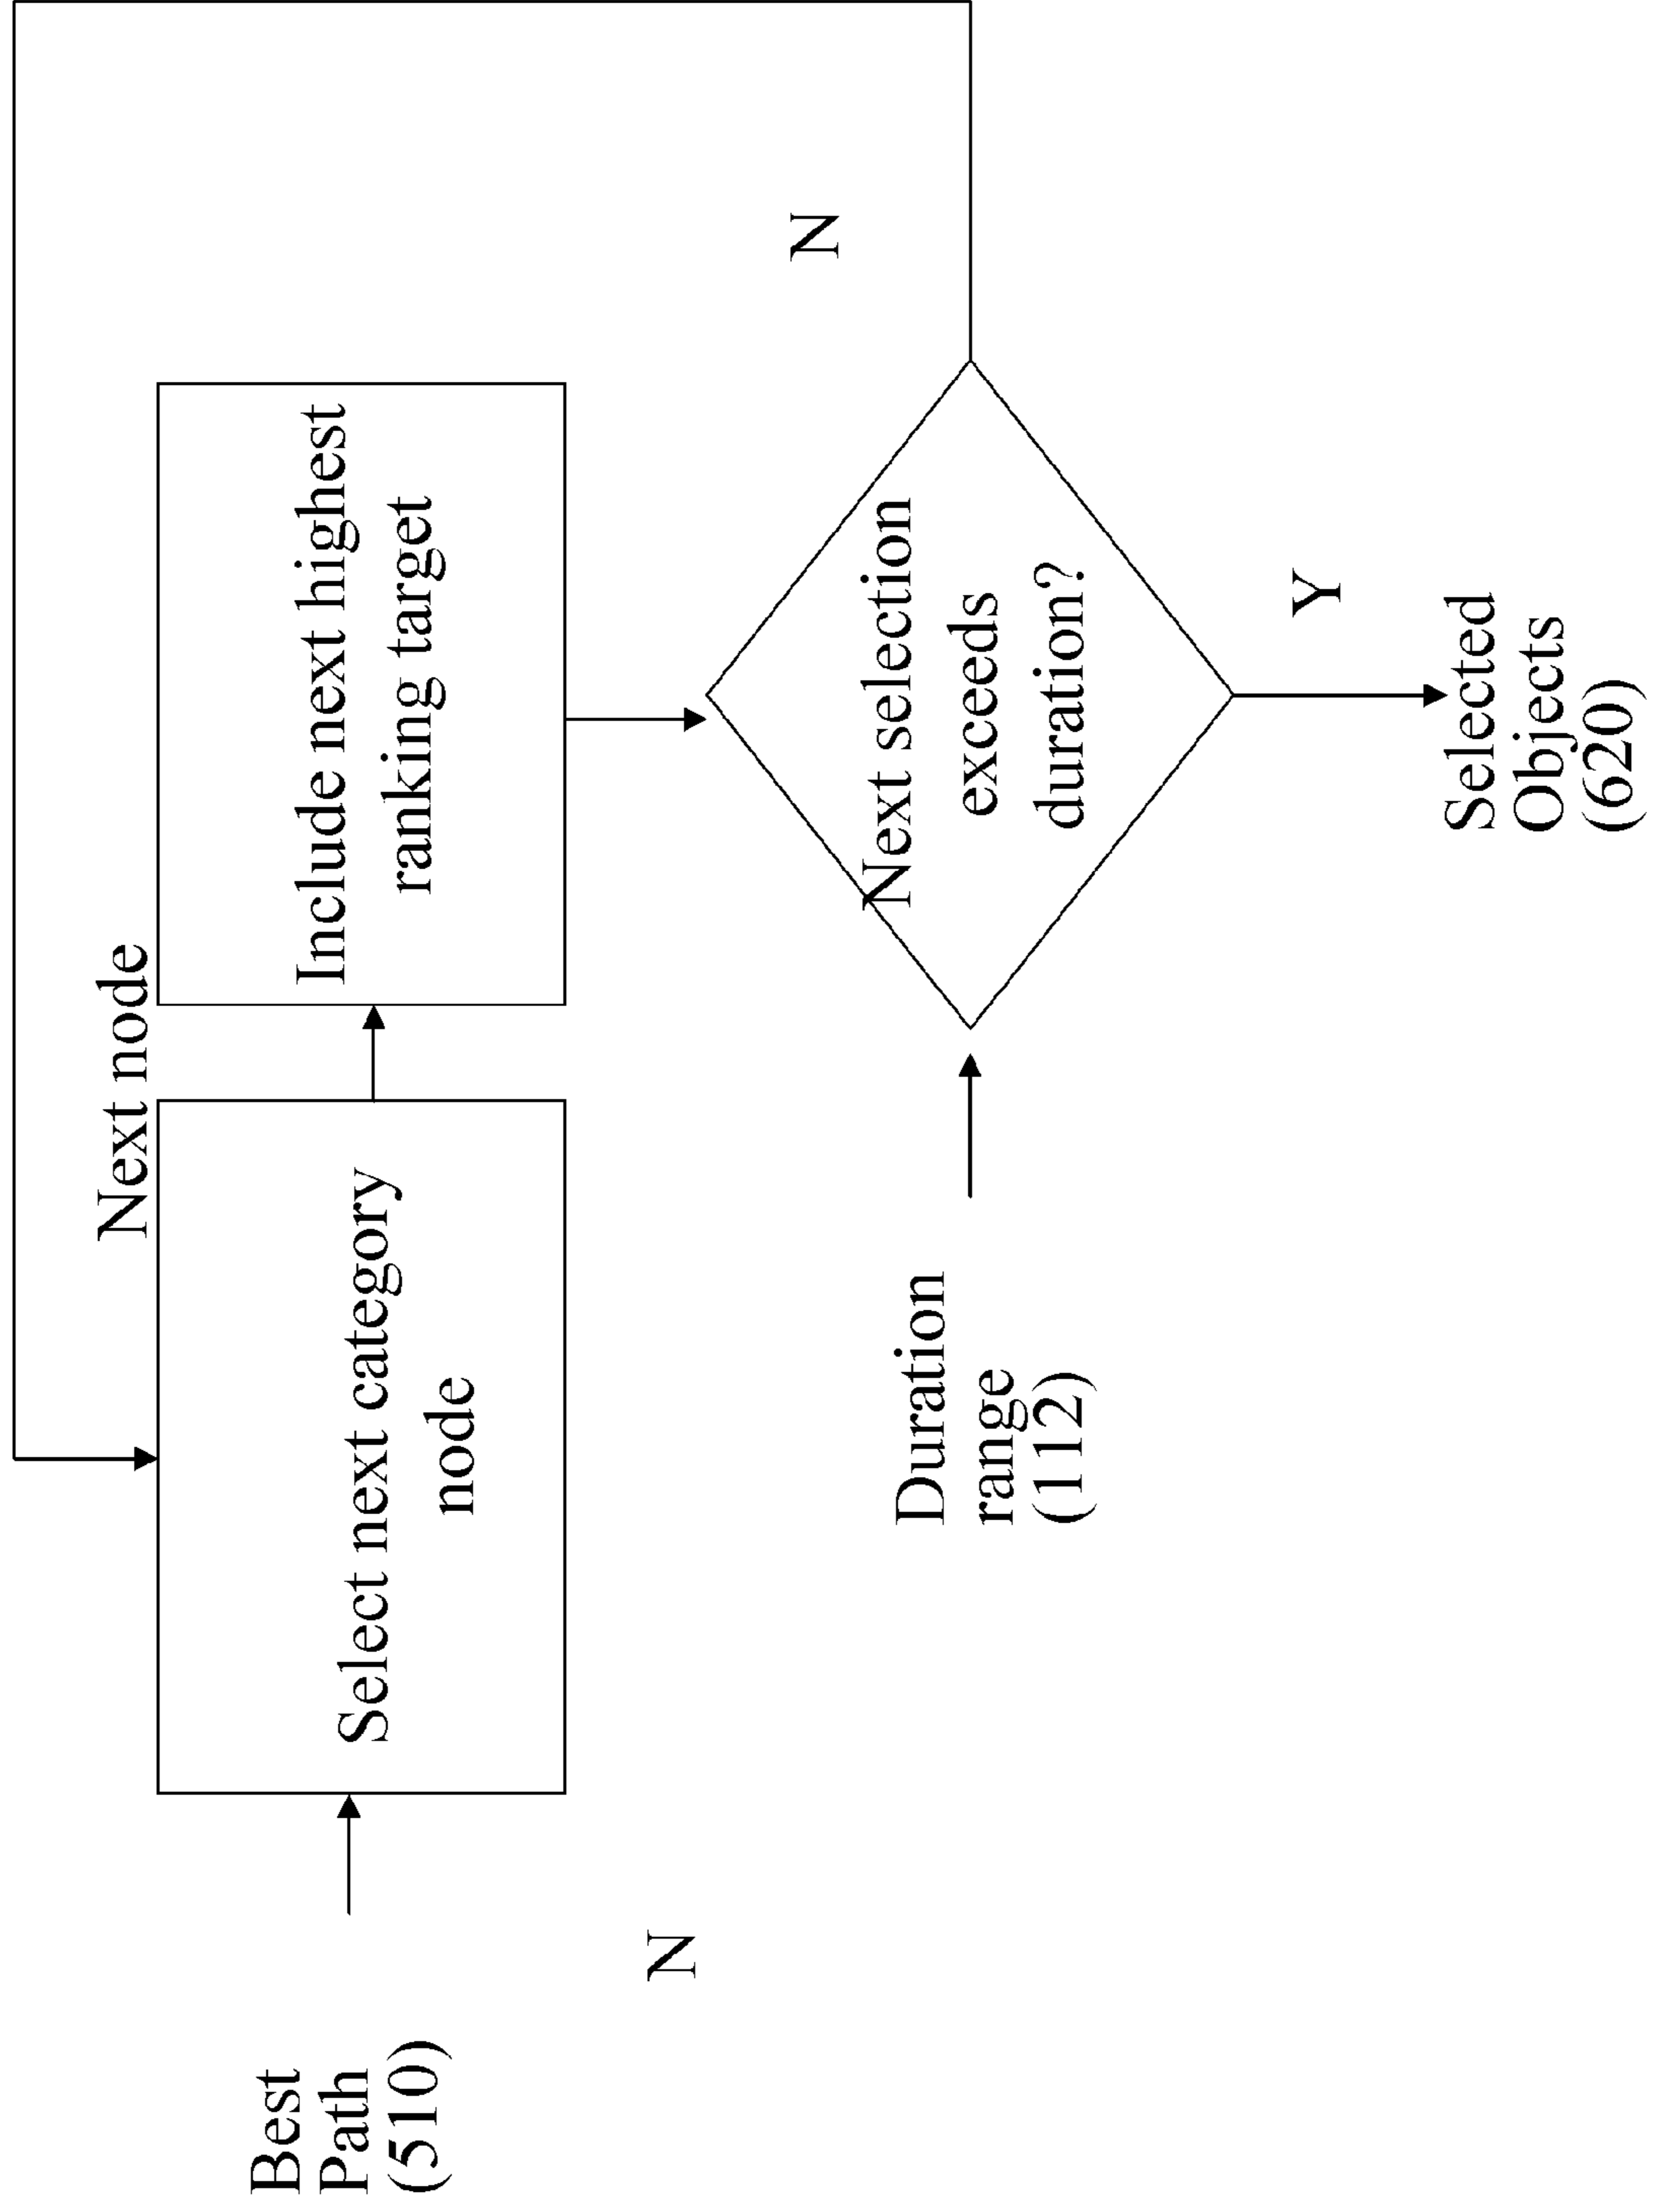 Next node
Best
Path
(510)
Select next category
node
Include next highest
ranking target
N
N
Duration
range
(112)
Next selection
exceeds
duration?
Y
Selected
Objects
(620)